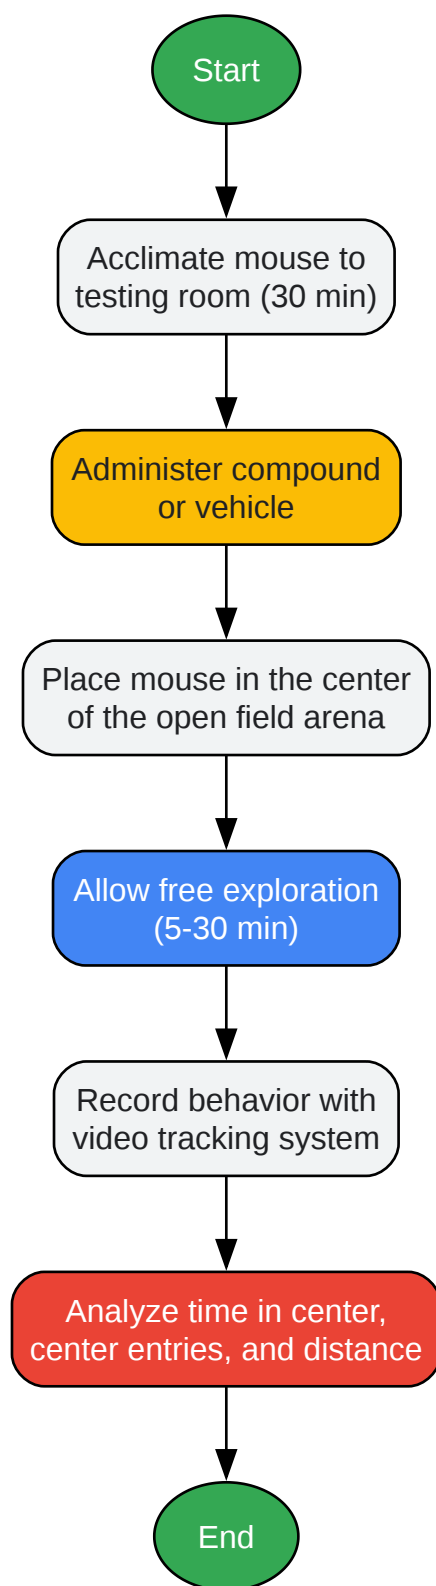 Start
Acclimate mouse to
testing room (30 min)
Administer compound
or vehicle
Place mouse in the center
of the open field arena
Allow free exploration
(5-30 min)
Record behavior with
video tracking system
Analyze time in center,
center entries, and distance
End